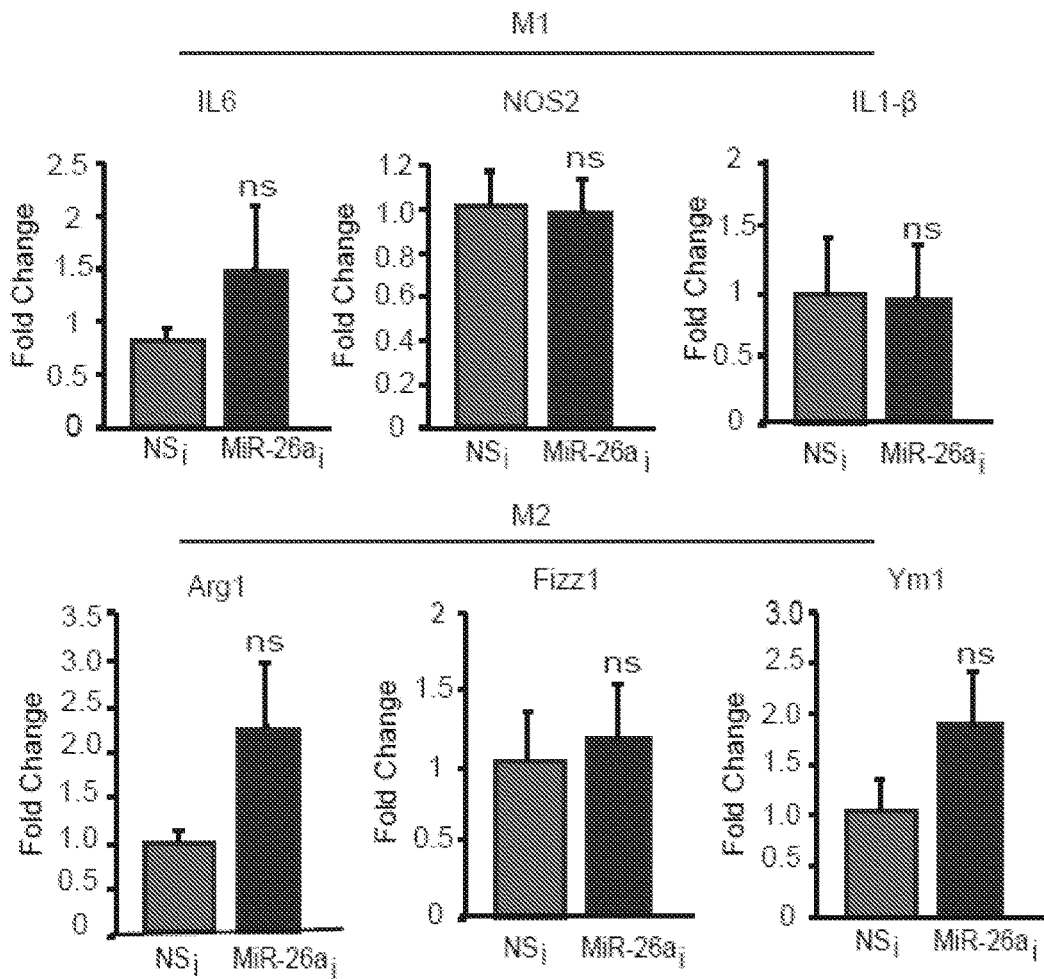 M1
IL6
Fold Change
2.5
2
1.5
1
0.5
0
ns
NSi MiR-26ai
NOS2
Fold Change
1.2
1.0
0.8
0.6
0.4
0.2
0
ns
NSi MiR-26ai
IL1-β
Fold Change
2
1.5
1
0.5
0
ns
NSi MiR-26ai
M2
Arg1
Fold Change
3.5
3.0
2.5
2.0
1.5
1.0
0.5
0
ns
NSi MiR-26ai
Fizz1
Fold Change
2
1.5
1
0.5
0
ns
NSi MiR-26ai
Ym1
Fold Change
3.0
2.5
2.0
1.5
1.0
0.5
0
ns
NSi MiR-26ai